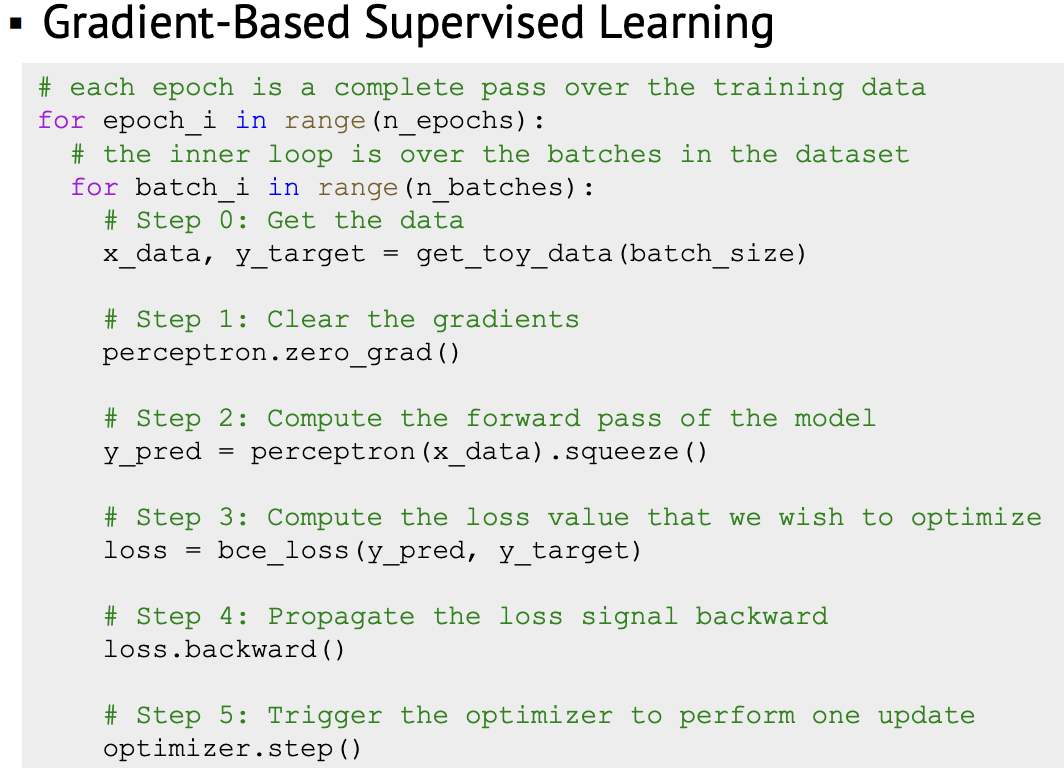 ▪ Gradient-Based Supervised Learning
# each epoch is a complete pass over the training data
for epoch_i in range(n_epochs):
  # the inner loop is over the batches in the dataset
  for batch_i in range(n_batches):
    # Step 0: Get the data
    x_data, y_target = get_toy_data(batch_size)

    # Step 1: Clear the gradients
    perceptron.zero_grad()

    # Step 2: Compute the forward pass of the model
    y_pred = perceptron(x_data).squeeze()

    # Step 3: Compute the loss value that we wish to optimize
    loss = bce_loss(y_pred, y_target)

    # Step 4: Propagate the loss signal backward
    loss.backward()

    # Step 5: Trigger the optimizer to perform one update
    optimizer.step()